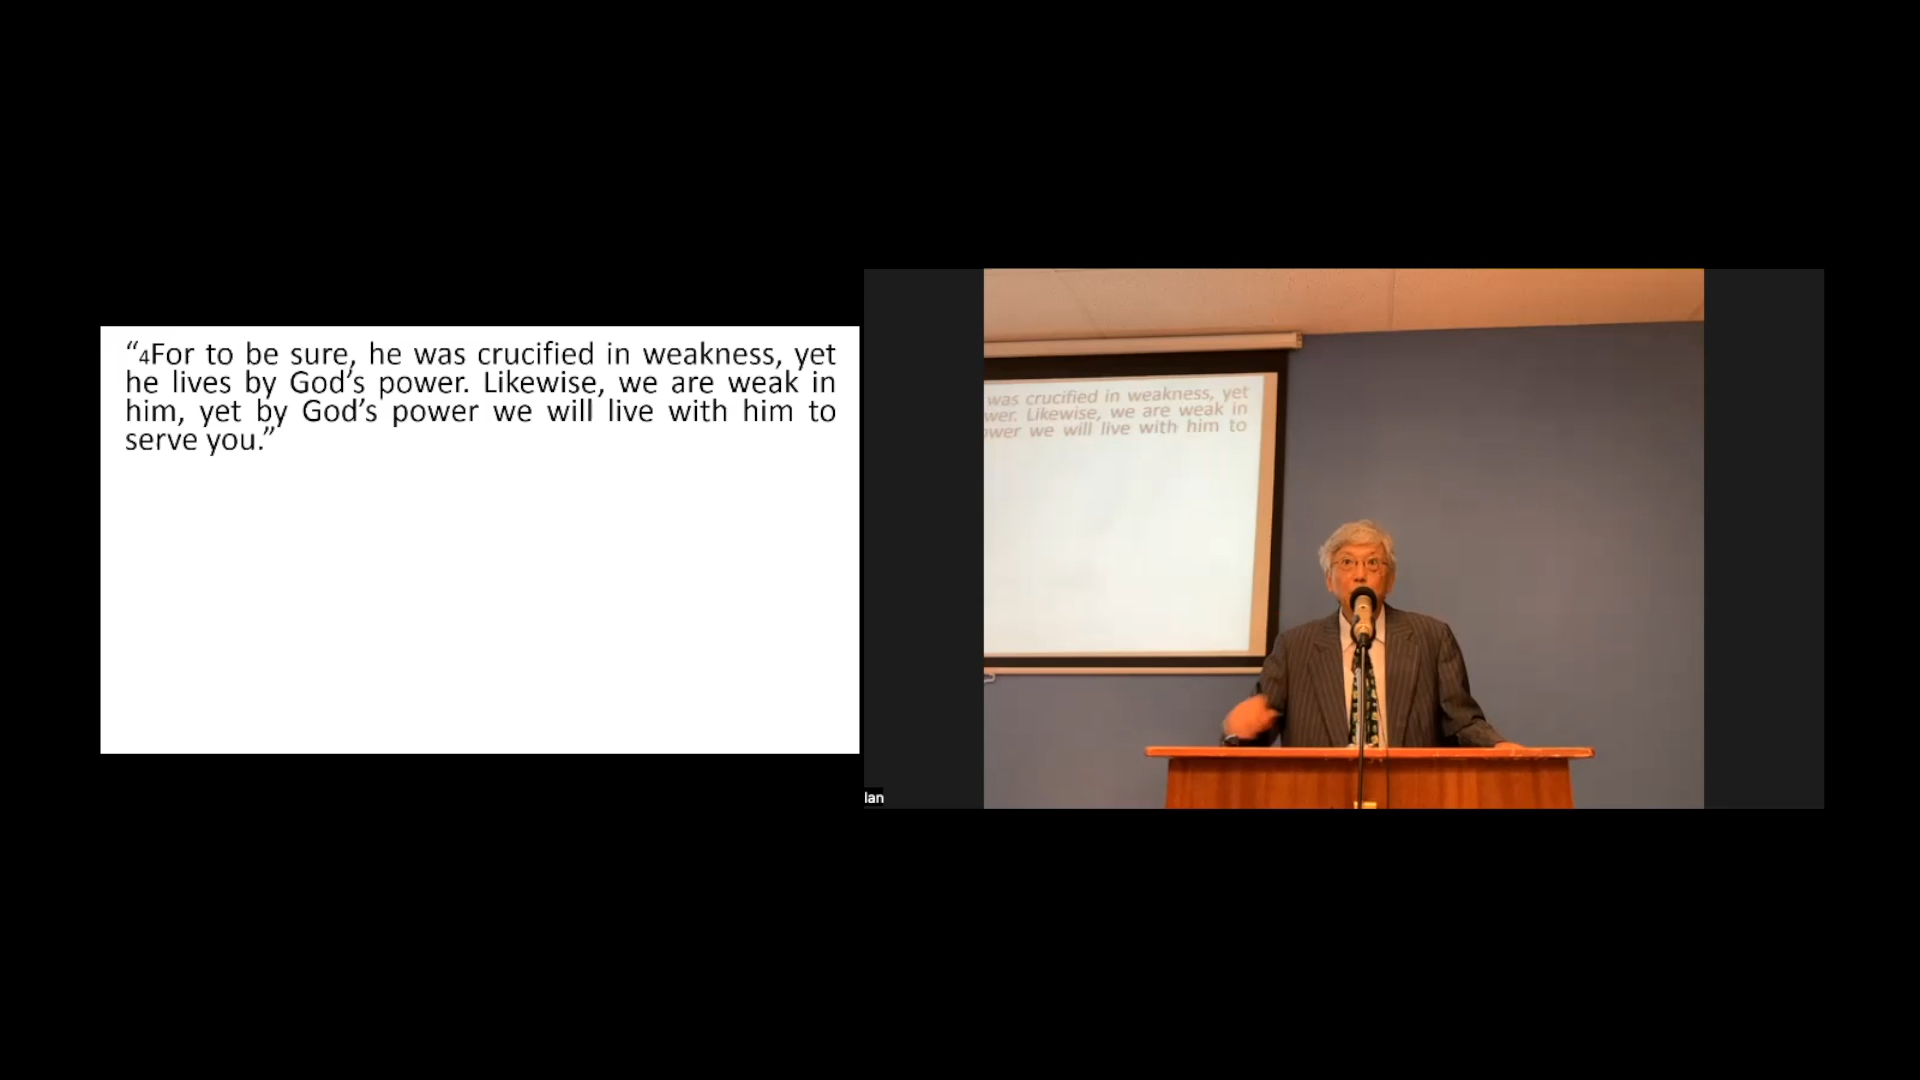 “4For to be sure, he was crucified in weakness, yet
he lives by God’s power. Likewise, we are weak in
him, yet by God’s power we will live with him to
serve you.”
was crucified in weakness, yet
wer. Likewise, we are weak in
ower we will live with him to
lan